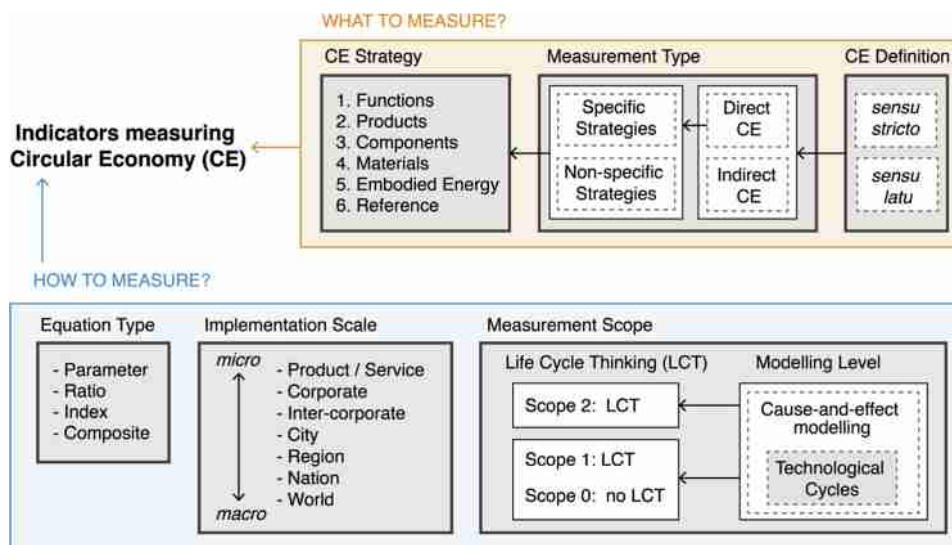 WHAT TO MEASURE?
CE Strategy
1. Functions
2. Products
3. Components
4. Materials
5. Embodied Energy
6. Reference
Measurement Type
Specific
Strategies
Non-specific
Strategies
Direct
CE
Indirect
CE
CE Definition
sensu
stricto
sensu
latu
Indicators measuring
Circular Economy (CE)
HOW TO MEASURE?
Equation Type
- Parameter
- Ratio
- Index
- Composite
Implementation Scale
micro
macro
- Product / Service
- Corporate
- Inter-corporate
- City
- Region
- Nation
- World
Measurement Scope
Life Cycle Thinking (LCT)
Scope 2: LCT
Scope 1: LCT
Scope 0: no LCT
Modelling Level
Cause-and-effect
modelling
Technological
Cycles